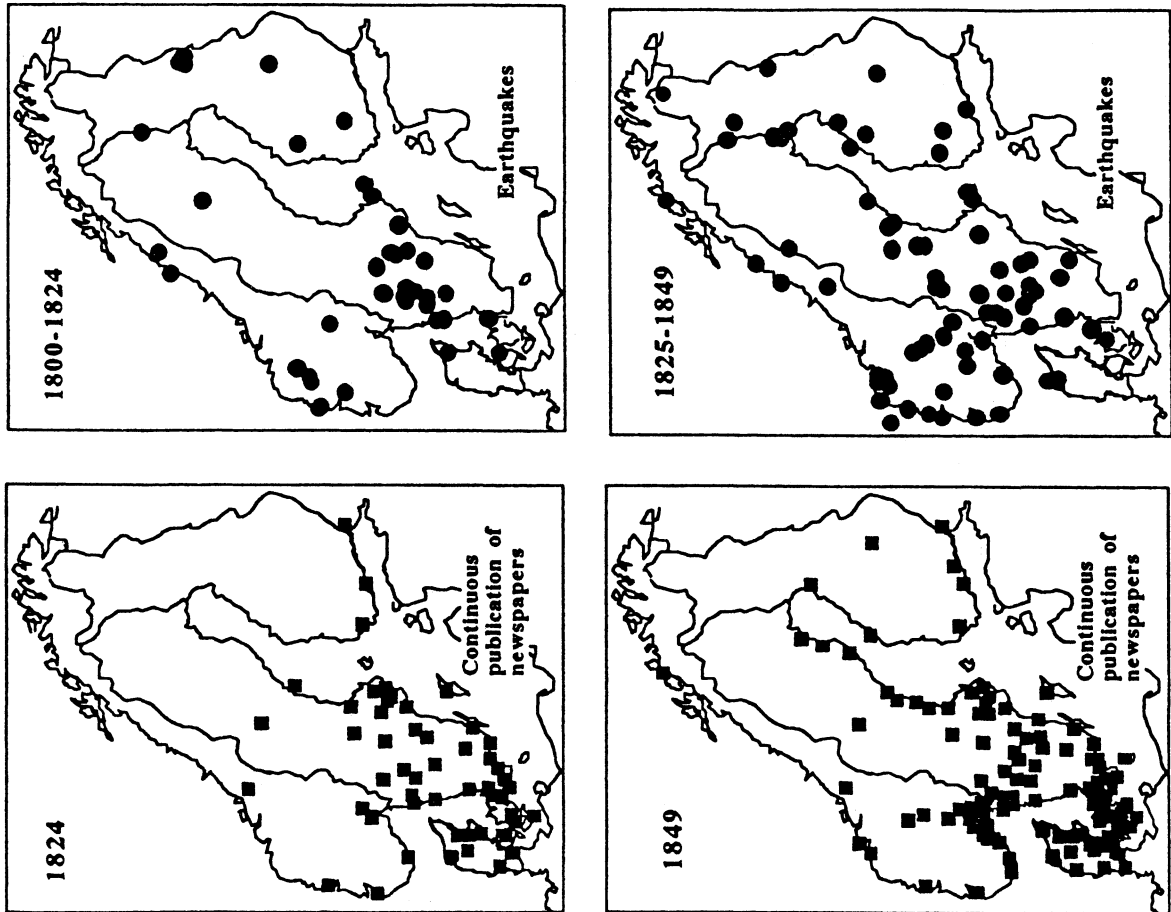 1800-1824
Earthquakes
1825-1849
Earthquakes
1824
Continuous
publication of
newspapers
1849
Continuous
publication of
newspapers